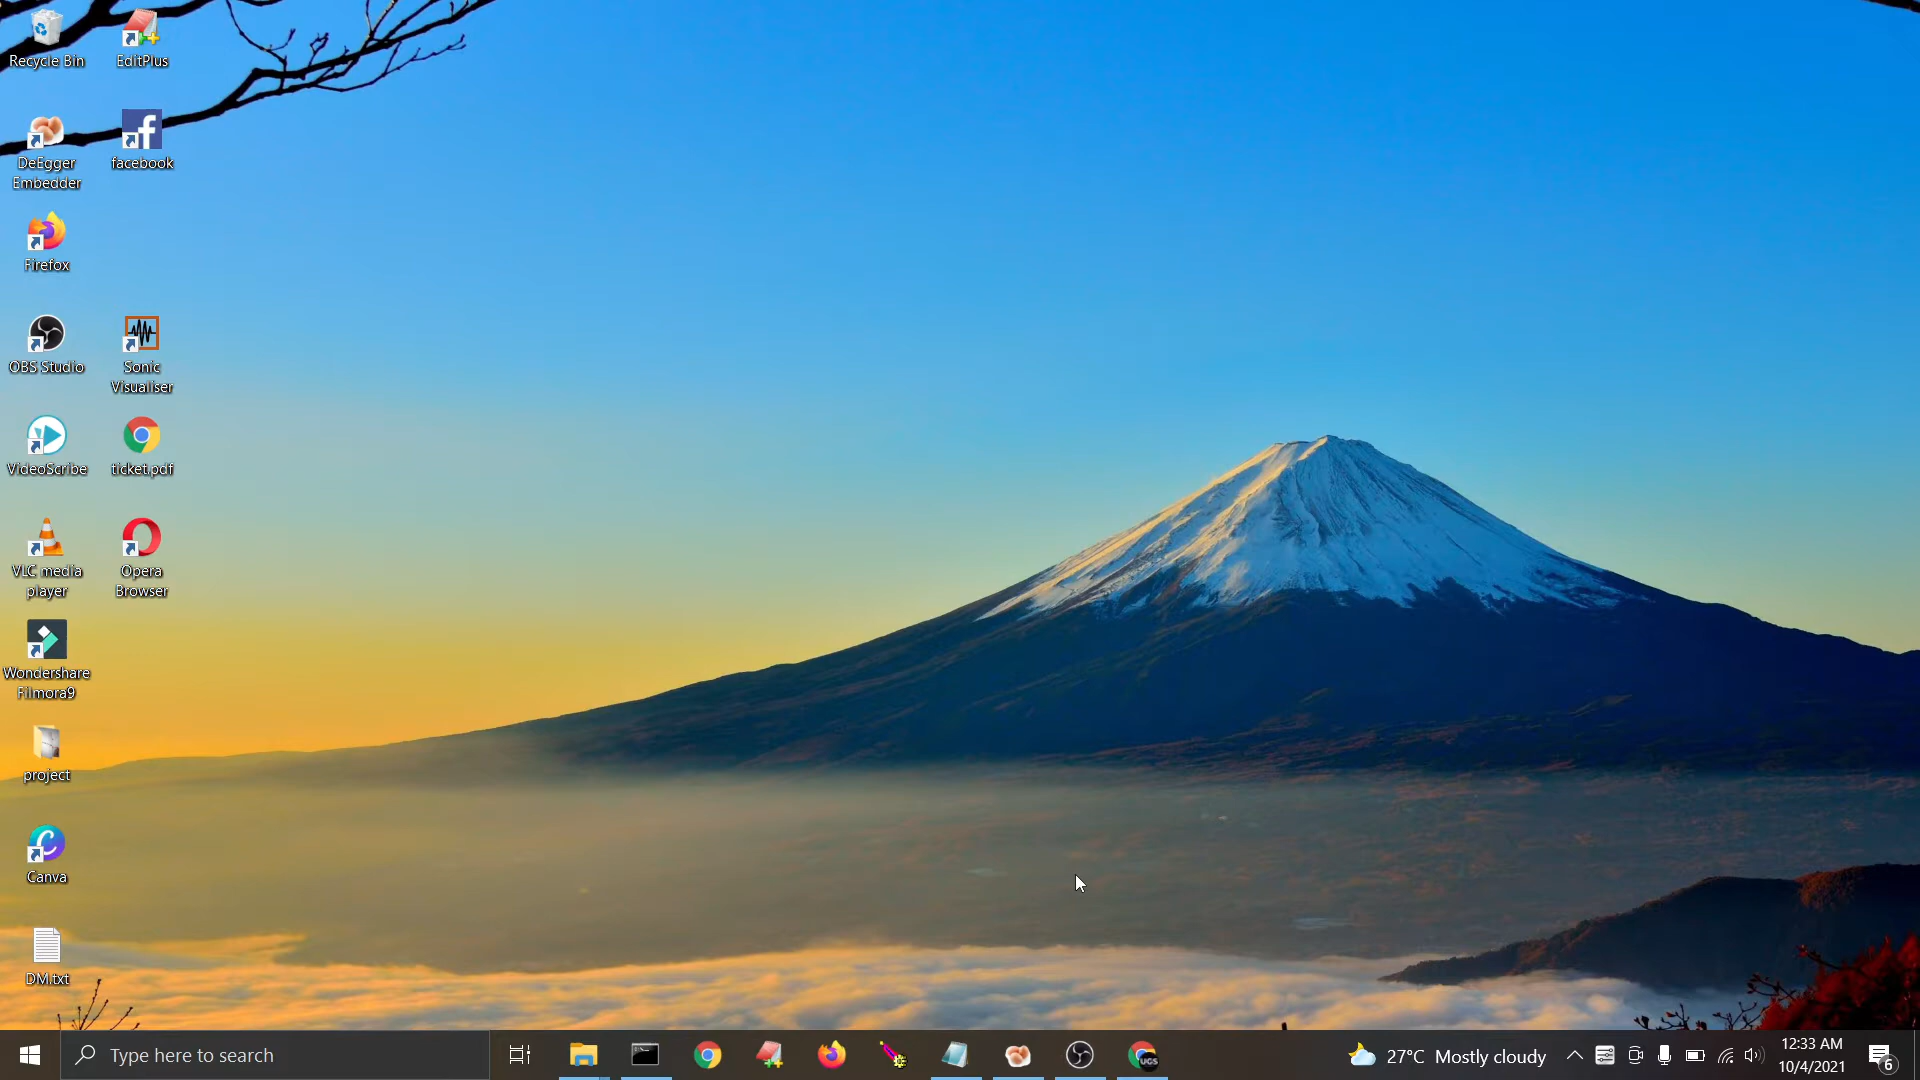 Recycle Bin
EditPlus
DeEgger
Embedder
facebook
Firefox
OBS Studio
Sonic
Visualiser
VideoScribe
ticket.pdf
VLC media
player
Opera
Browser
Wondershare
Filmora9
project
Canva
DM.txt
Type here to search
UGS
27°C Mostly cloudy
12:33 AM
10/4/2021
6